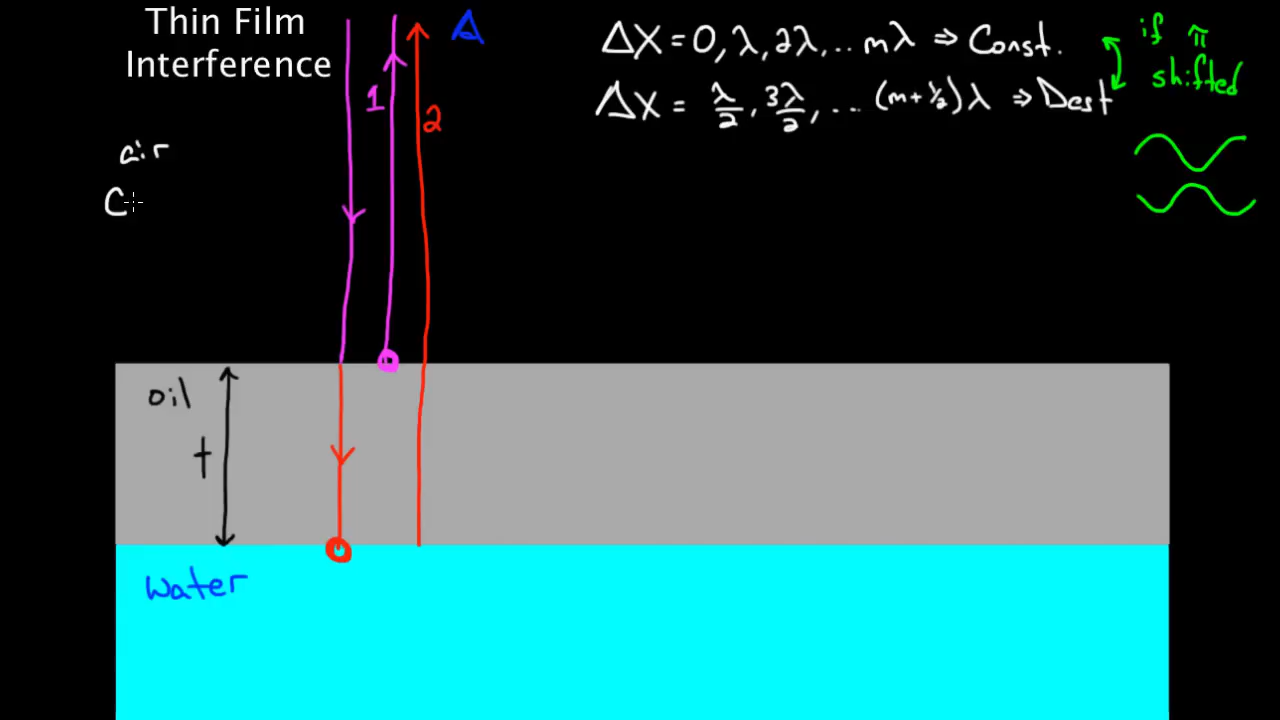 Thin Film
Interference
1
2
ΔX = 0, λ, 2λ, .. mλ ⇒ Const.
ΔX = λ/2, 3λ/2, ... (m + 1/2) λ ⇒ Dest
if π
shifted
air
C
oil
t
water